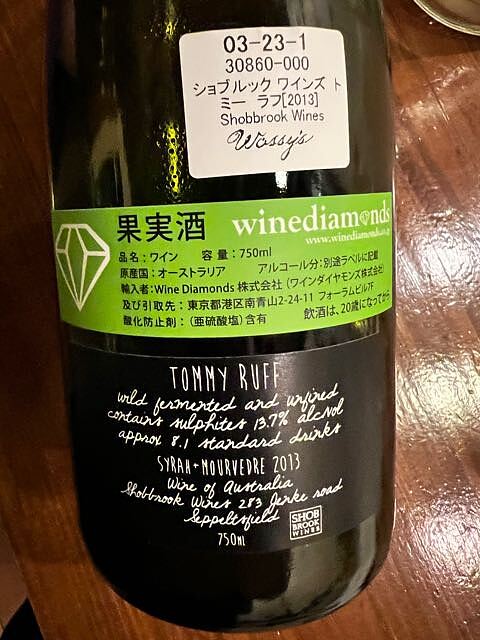 03-23-1
30860-000
ショブルック ワインズ ト
ミー ラフ[2013]
Shobbrook Wines
Wassy's
果実酒 winediamonds
www.winediamonds.co.jp
品名：ワイン 容量：750ml
原産国：オーストラリア アルコール分：別途ラベルに記載
輸入者：Wine Diamonds 株式会社（ワインダイヤモンズ株式会社）
及び引取先：東京都港区南青山2-24-11 フォーラムビル7F
酸化防止剤：（亜硫酸塩）含有 飲酒は、20歳になってから
TOMMY RUFF
wild fermented and unfined
contains sulphites 13.7% alc/vol
approx 8.1 standard drinks
SYRAH + MOURVEDRE 2013
Wine of Australia
Shobbrook Wines 283 Jenke road
Seppeltsfield
SHOB
BROOK
WINES
750ml